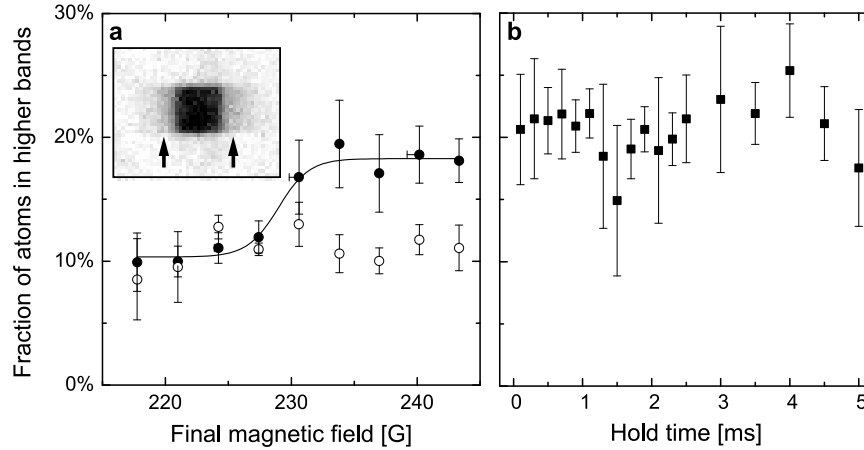 30%
20%
10%
0%
Fraction of atoms in higher bands
a
220
230
240
Final magnetic field [G]
b
0
1
2
3
4
5
Hold time [ms]